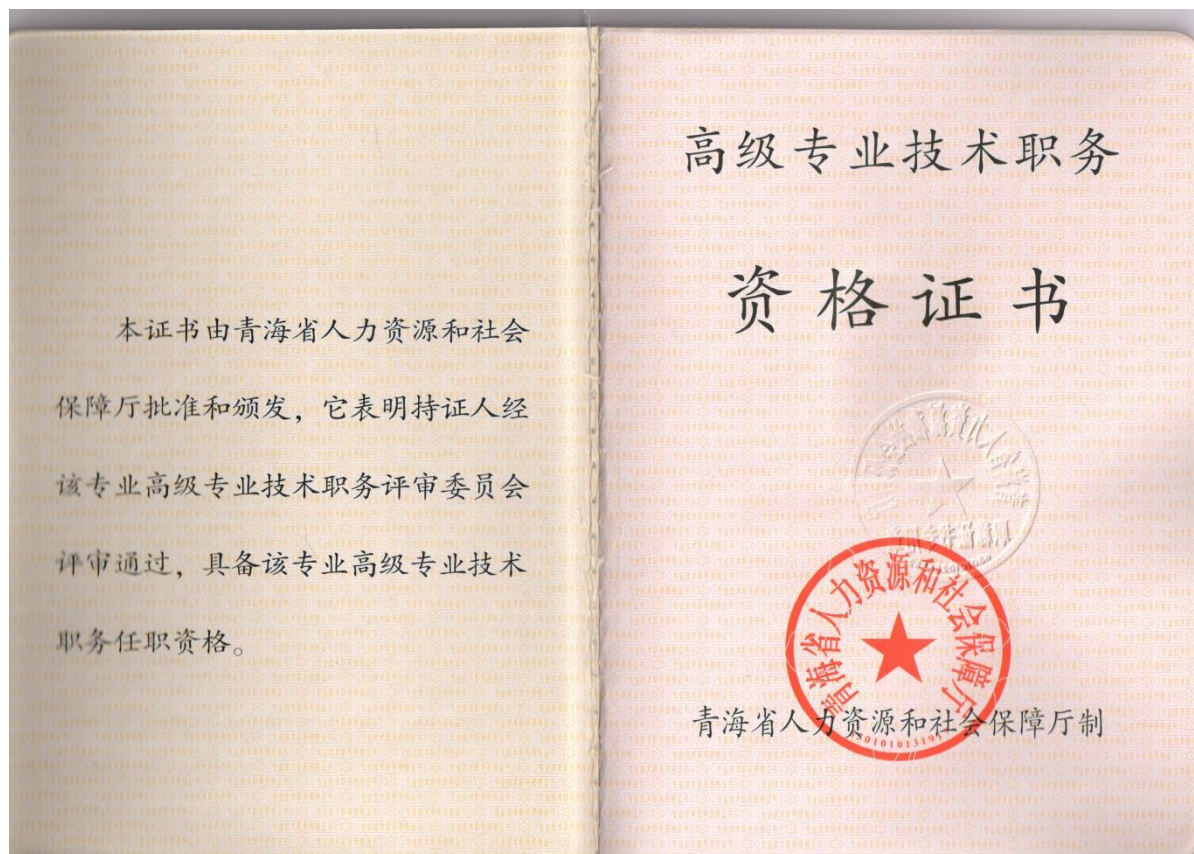 本证书由青海省人力资源和社会
保障厅批准和颁发，它表明持证人经
该专业高级专业技术职务评审委员会
评审通过，具备该专业高级专业技术
职务任职资格。
高级专业技术职务
资格证书
青海省人力资源和社会保障厅
青海省人力资源和社会保障厅制